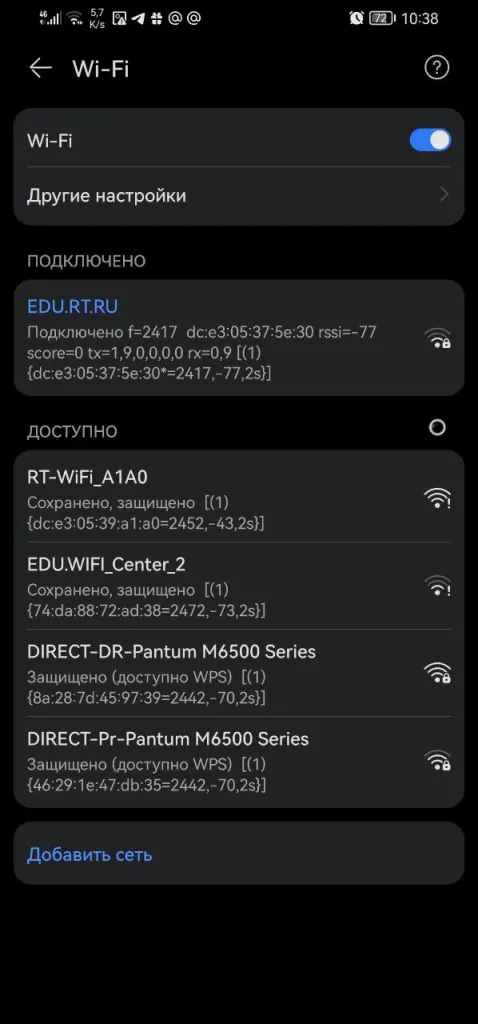 46 5,7 K/s 72 10:38
Wi-Fi
Wi-Fi
Другие настройки
ПОДКЛЮЧЕНО
EDU.RT.RU
Подключено f=2417 dc:e3:05:37:5e:30 rssi=-77
score=0 tx=1,9,0,0,0,0 rx=0,9 [(1)
{dc:e3:05:37:5e:30*=2417,-77,2s}]
ДОСТУПНО
RT-WiFi_A1A0
Сохранено, защищено [(1)
{dc:e3:05:39:a1:a0=2452,-43,2s}]
EDU.WIFI_Center_2
Сохранено, защищено [(1)
{74:da:88:72:ad:38=2472,-73,2s}]
DIRECT-DR-Pantum M6500 Series
Защищено (доступно WPS) [(1)
{8a:28:7d:45:97:39=2442,-70,2s}]
DIRECT-Pr-Pantum M6500 Series
Защищено (доступно WPS) [(1)
{46:29:1e:47:db:35=2442,-70,2s}]
Добавить сеть